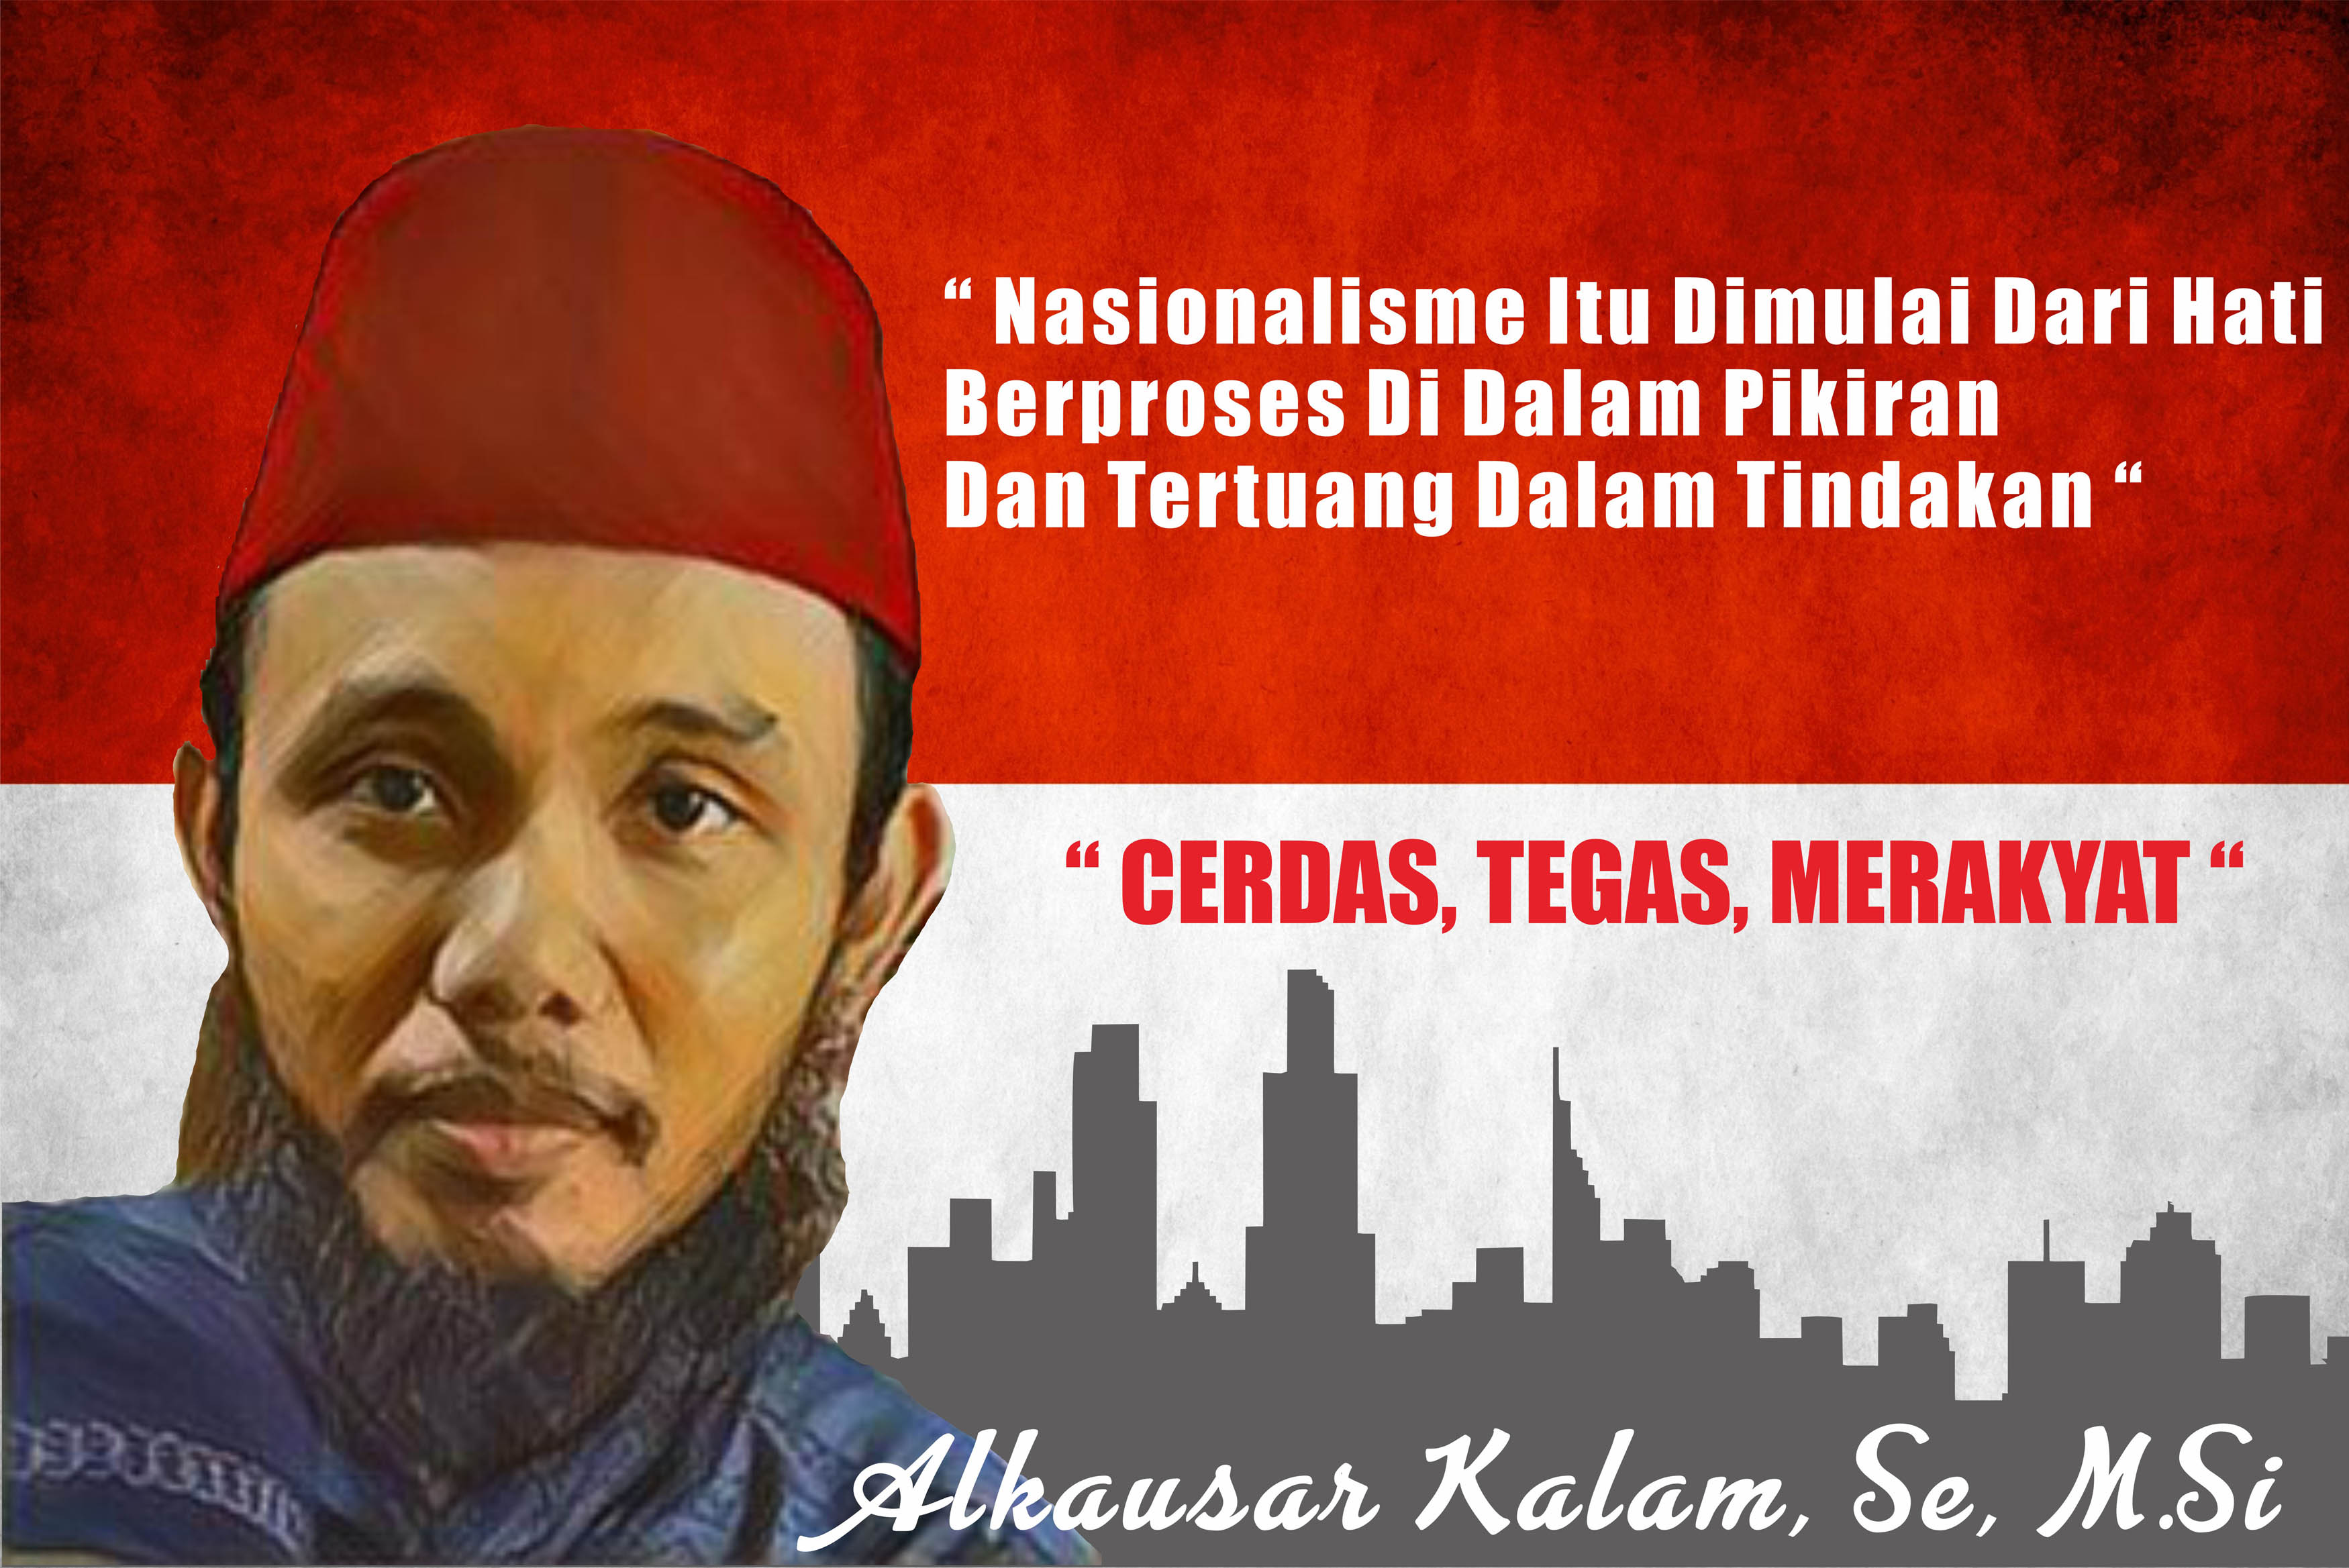 “ Nasionalisme Itu Dimulai Dari Hati
Berproses Di Dalam Pikiran
Dan Tertuang Dalam Tindakan “
“ CERDAS, TEGAS, MERAKYAT “
Alkausar Kalam, Se, M.Si